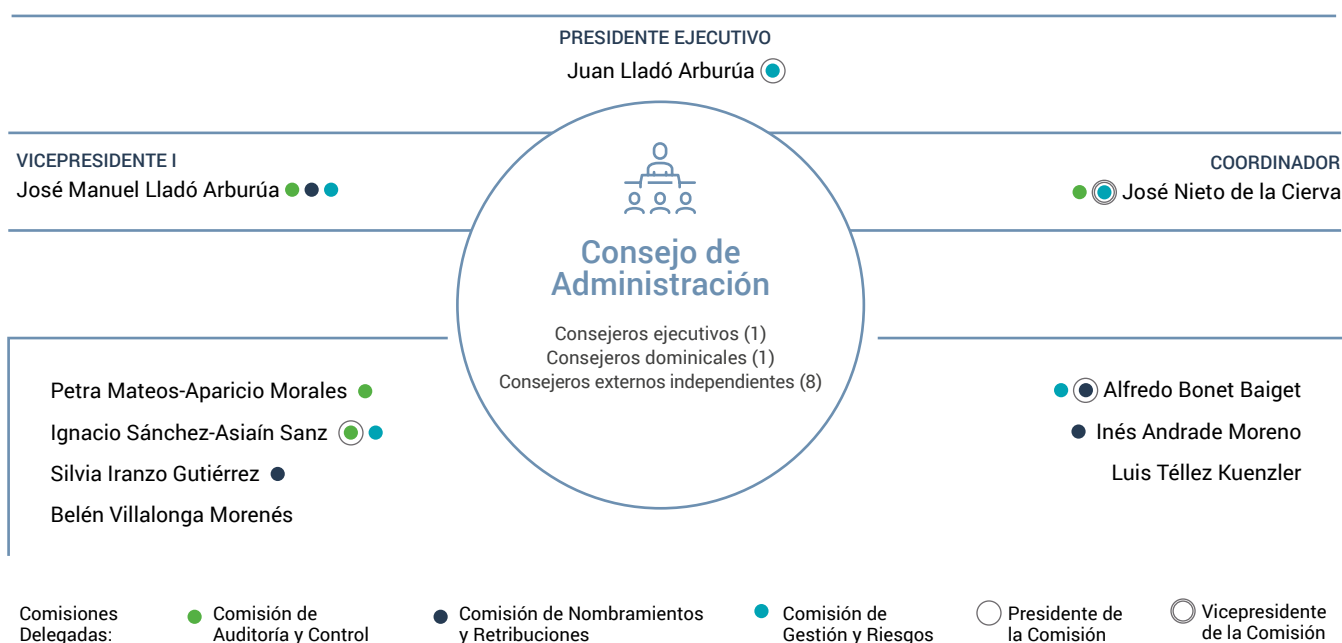 PRESIDENTE EJECUTIVO
Juan Lladó Arburúa
VICEPRESIDENTE I
José Manuel Lladó Arburúa
COORDINADOR
José Nieto de la Cierva
Consejo de
Administración
Consejeros ejecutivos (1)
Consejeros dominicales (1)
Consejeros externos independientes (8)
Petra Mateos-Aparicio Morales
Ignacio Sánchez-Asiaín Sanz
Silvia Iranzo Gutiérrez
Belén Villalonga Morenés
Alfredo Bonet Baiget
Inés Andrade Moreno
Luis Téllez Kuenzler
Comisiones
Delegadas:
Comisión de
Auditoría y Control
Comisión de Nombramientos
y Retribuciones
Comisión de
Gestión y Riesgos
Presidente de
la Comisión
Vicepresidente
de la Comisión